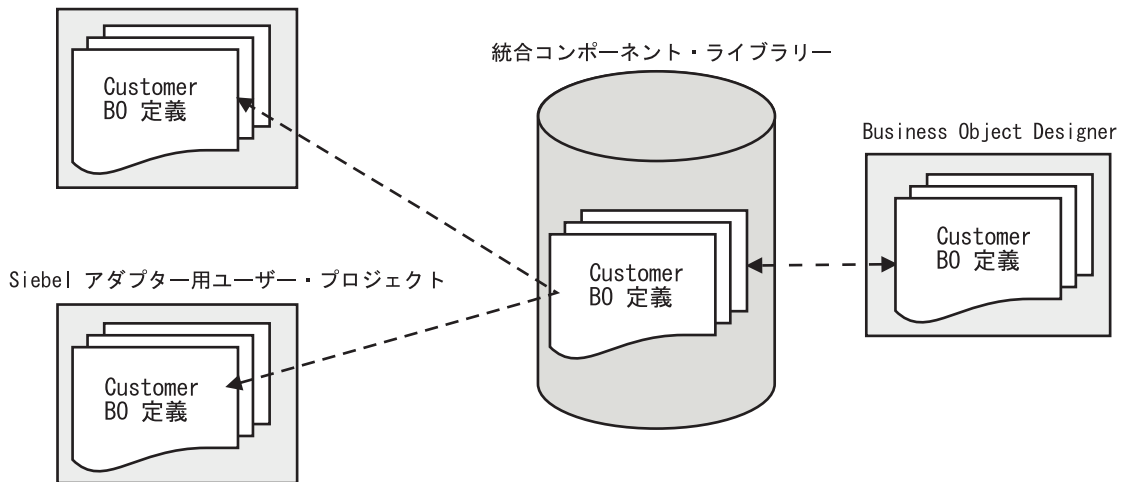 Customer
BO 定義
統合コンポーネント・ライブラリー
Business Object Designer
Customer
BO 定義
Customer
BO 定義
Siebel アダプター用ユーザー・プロジェクト
Customer
BO 定義